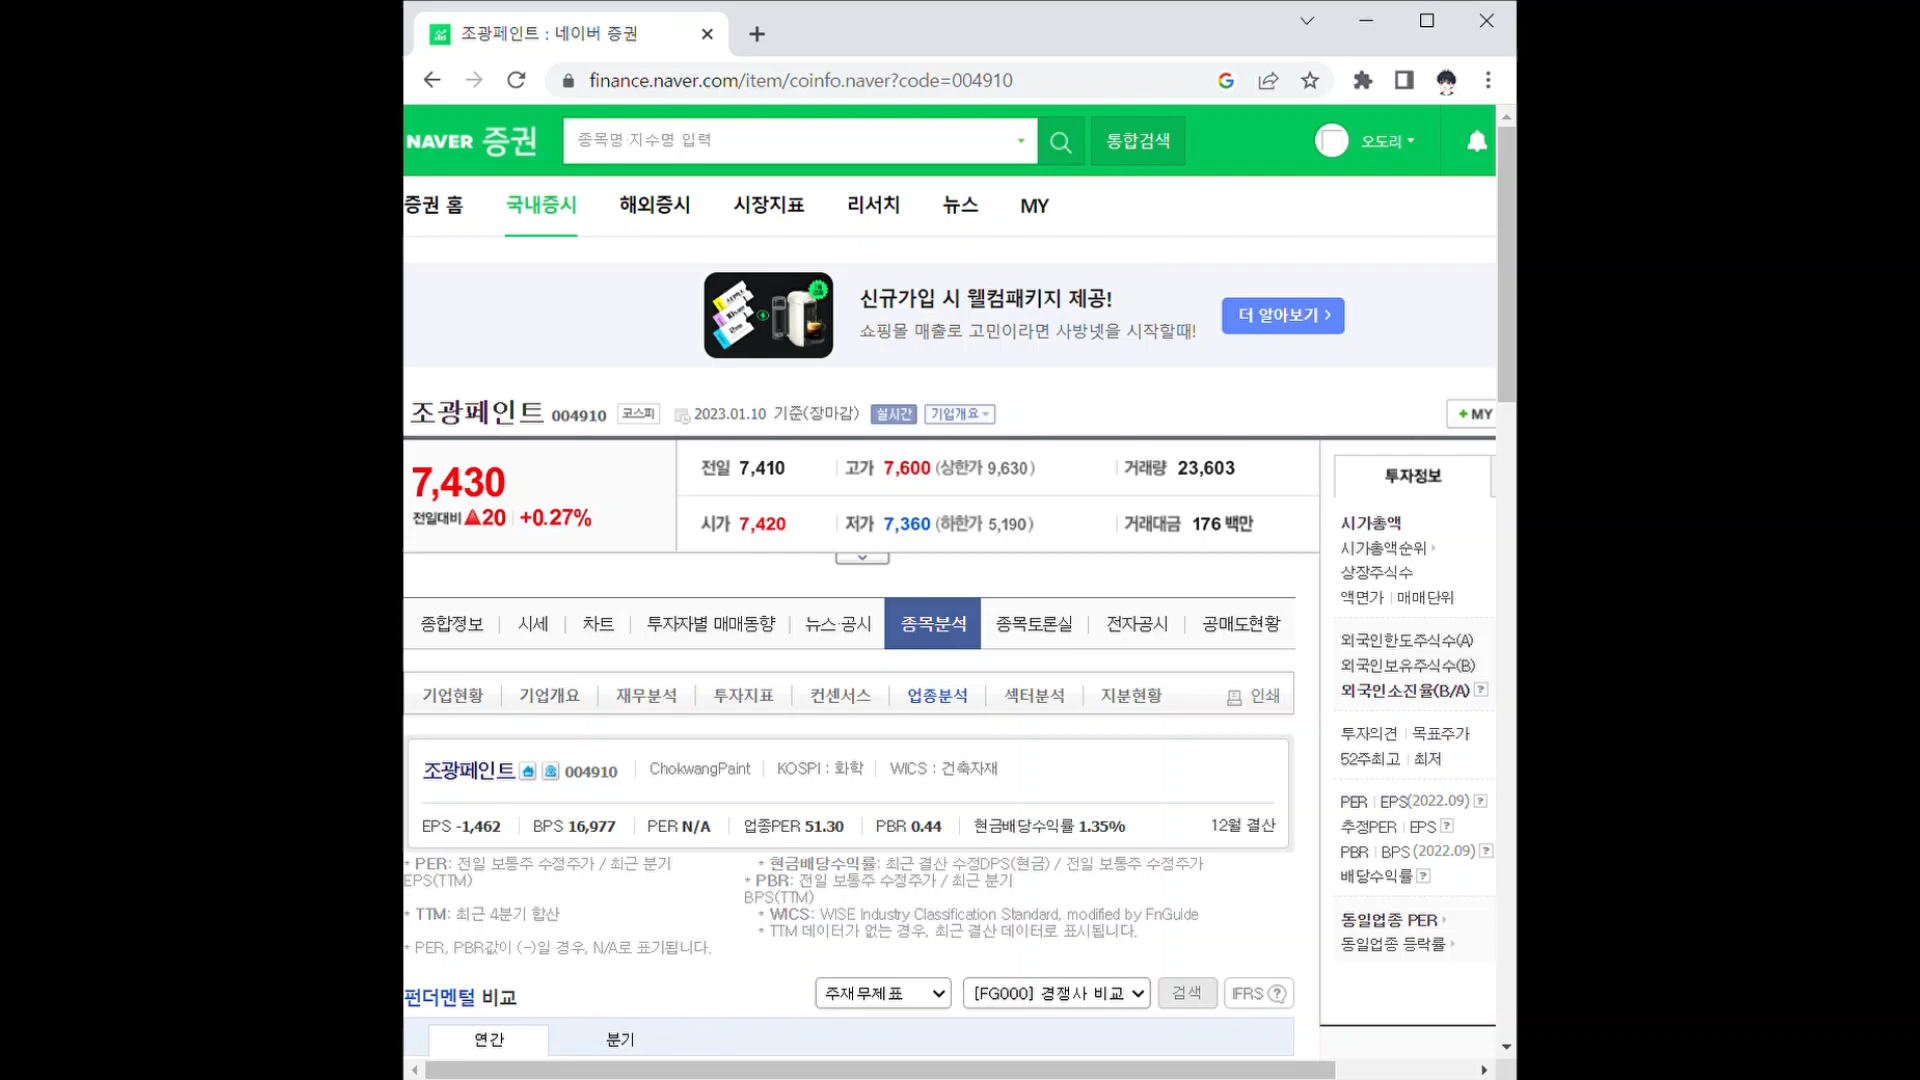 조광페인트 : 네이버 증권
finance.naver.com/item/coinfo.naver?code=004910
NAVER 증권
종목명·지수명 입력
통합검색
오도리
증권 홈 국내증시 해외증시 시장지표 리서치 뉴스 MY
신규가입 시 웰컴패키지 제공!
쇼핑몰 매출로 고민이라면 사방넷을 시작할때!
더 알아보기 >
조광페인트 004910 코스피 2023.01.10 기준(장마감) 실시간 기업개요
+ MY
7,430
전일대비 ▲20 +0.27%
전일 7,410 고가 7,600 (상한가 9,630) 거래량 23,603
시가 7,420 저가 7,360 (하한가 5,190) 거래대금 176 백만
종합정보 시세 차트 투자자별 매매동향 뉴스·공시 종목분석 종목토론실 전자공시 공매도현황
기업현황 기업개요 재무분석 투자지표 컨센서스 업종분석 섹터분석 지분현황 인쇄
조광페인트 004910 ChokwangPaint KOSPI : 화학 WICS : 건축자재
EPS -1,462 BPS 16,977 PER N/A 업종PER 51.30 PBR 0.44 현금배당수익률 1.35% 12월 결산
* PER: 전일 보통주 수정주가 / 최근 분기
EPS(TTM)
* TTM: 최근 4분기 합산
* PER, PBR값이 (-)일 경우, N/A로 표기됩니다.
* 현금배당수익률: 최근 결산 수정DPS(현금) / 전일 보통주 수정주가
* PBR: 전일 보통주 수정주가 / 최근 분기
BPS(TTM)
* WICS: WISE Industry Classification Standard, modified by FnGuide
* TTM 데이터가 없는 경우, 최근 결산 데이터로 표시됩니다.
펀더멘털 비교
주재무제표 [FG000] 경쟁사 비교 검색 IFRS ?
연간 분기
투자정보
시가총액
시가총액순위
상장주식수
액면가 | 매매단위
외국인한도주식수(A)
외국인보유주식수(B)
외국인소진율(B/A) ?
투자의견 | 목표주가
52주최고 | 최저
PER | EPS(2022.09) ?
추정PER | EPS ?
PBR | BPS (2022.09) ?
배당수익률 ?
동일업종 PER
동일업종 등락률